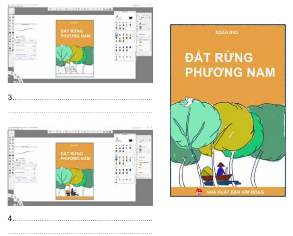 ĐẤT RỪNG
PHƯƠNG NAM
3.
ĐẤT RỪNG
PHƯƠNG NAM
4.
ĐOÀN GIỎI
ĐẤT RỪNG
PHƯƠNG NAM
NHÀ XUẤT BẢN KIM ĐỒNG